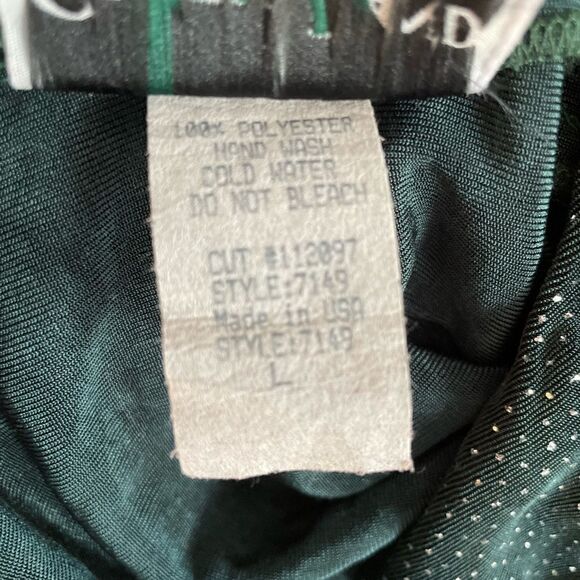 100% POLYESTER
HAND WASH
COLD WATER
DO NOT BLEACH
CUT #112097
STYLE:7149
Made in USA
STYLE:7149
L